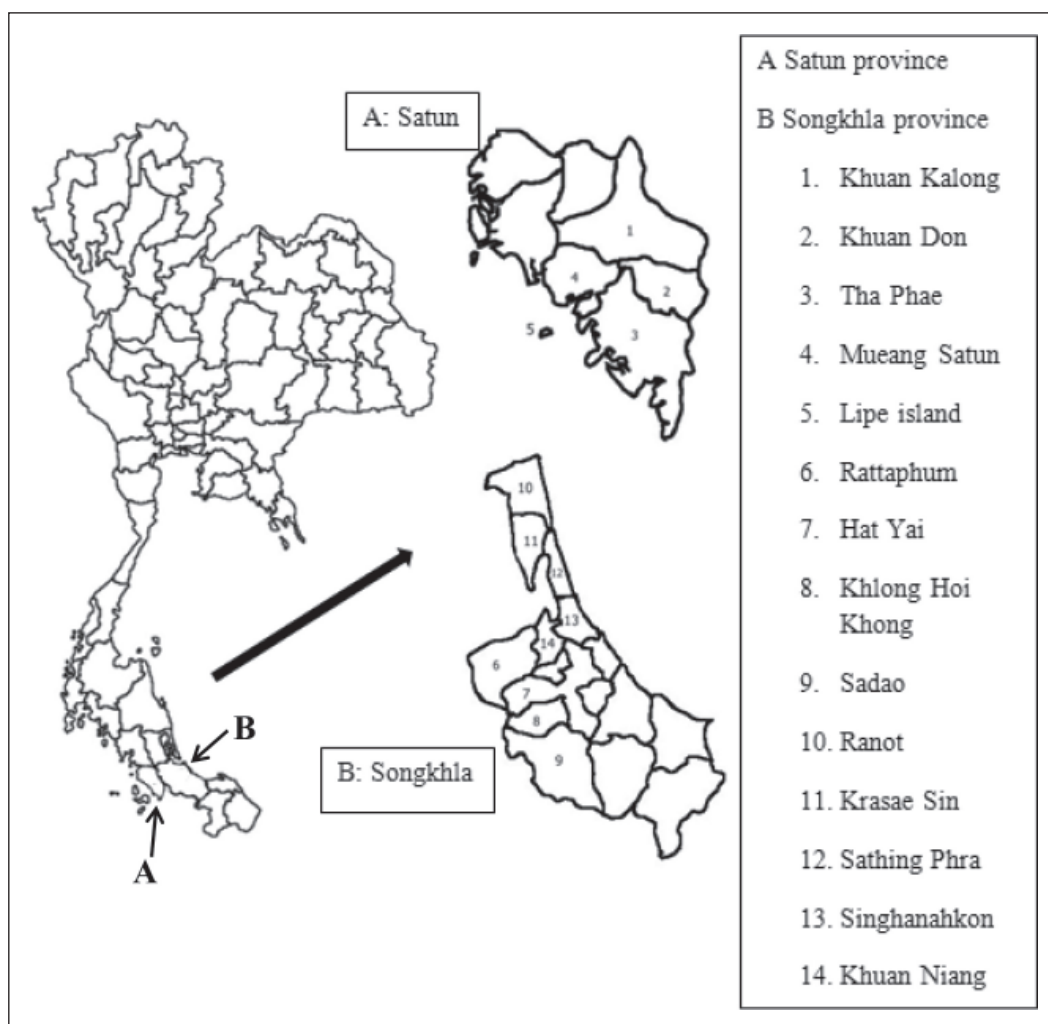 A: Satun
1
4
2
5
3
10
11
12
13
14
6
7
8
9
B: Songkhla
B
A
A Satun province
B Songkhla province
1. Khuan Kalong
2. Khuan Don
3. Tha Phae
4. Mueang Satun
5. Lipe island
6. Rattaphum
7. Hat Yai
8. Khlong Hoi
Khong
9. Sadao
10. Ranot
11. Krasae Sin
12. Sathing Phra
13. Singhanahkon
14. Khuan Niang